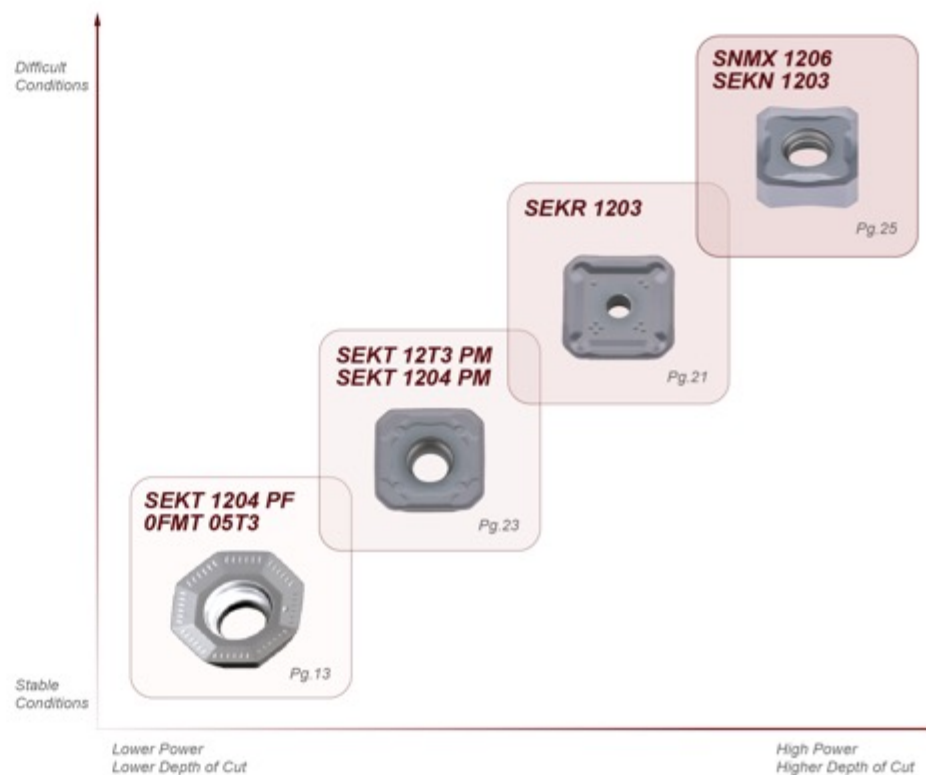 Difficult
Conditions
SNMX 1206
SEKN 1203
Pg.25
SEKR 1203
Pg.21
SEKT 12T3 PM
SEKT 1204 PM
Pg.23
SEKT 1204 PF
0FMT 05T3
Pg.13
Stable
Conditions
Lower Power
Lower Depth of Cut
High Power
Higher Depth of Cut